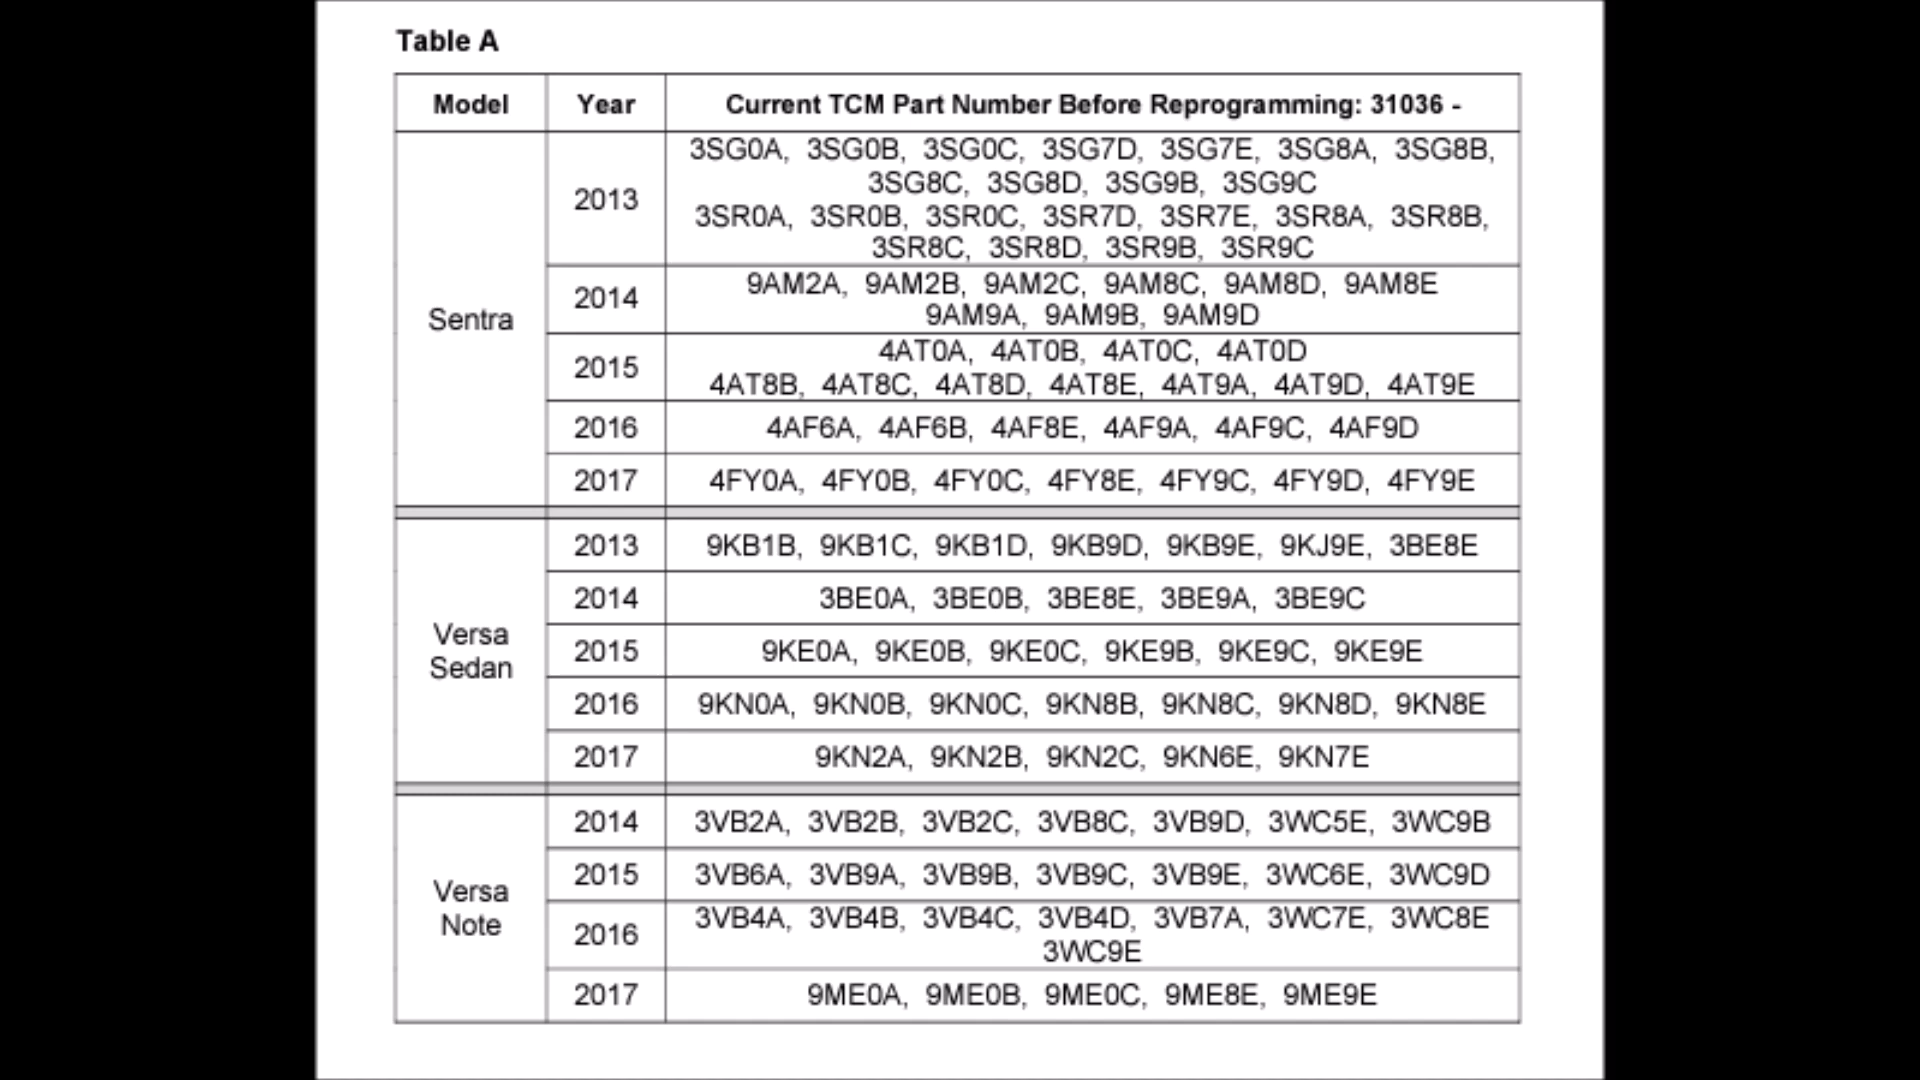 Table A
Model Year Current TCM Part Number Before Reprogramming: 31036 -
Sentra
2013
3SG0A, 3SG0B, 3SG0C, 3SG7D, 3SG7E, 3SG8A, 3SG8B,
3SG8C, 3SG8D, 3SG9B, 3SG9C
3SR0A, 3SR0B, 3SR0C, 3SR7D, 3SR7E, 3SR8A, 3SR8B,
3SR8C, 3SR8D, 3SR9B, 3SR9C
2014
9AM2A, 9AM2B, 9AM2C, 9AM8C, 9AM8D, 9AM8E
9AM9A, 9AM9B, 9AM9D
2015
4AT0A, 4AT0B, 4AT0C, 4AT0D
4AT8B, 4AT8C, 4AT8D, 4AT8E, 4AT9A, 4AT9D, 4AT9E
2016 4AF6A, 4AF6B, 4AF8E, 4AF9A, 4AF9C, 4AF9D
2017 4FY0A, 4FY0B, 4FY0C, 4FY8E, 4FY9C, 4FY9D, 4FY9E
Versa
Sedan
2013 9KB1B, 9KB1C, 9KB1D, 9KB9D, 9KB9E, 9KJ9E, 3BE8E
2014 3BE0A, 3BE0B, 3BE8E, 3BE9A, 3BE9C
2015 9KE0A, 9KE0B, 9KE0C, 9KE9B, 9KE9C, 9KE9E
2016 9KN0A, 9KN0B, 9KN0C, 9KN8B, 9KN8C, 9KN8D, 9KN8E
2017 9KN2A, 9KN2B, 9KN2C, 9KN6E, 9KN7E
Versa
Note
2014 3VB2A, 3VB2B, 3VB2C, 3VB8C, 3VB9D, 3WC5E, 3WC9B
2015 3VB6A, 3VB9A, 3VB9B, 3VB9C, 3VB9E, 3WC6E, 3WC9D
2016
3VB4A, 3VB4B, 3VB4C, 3VB4D, 3VB7A, 3WC7E, 3WC8E
3WC9E
2017 9ME0A, 9ME0B, 9ME0C, 9ME8E, 9ME9E